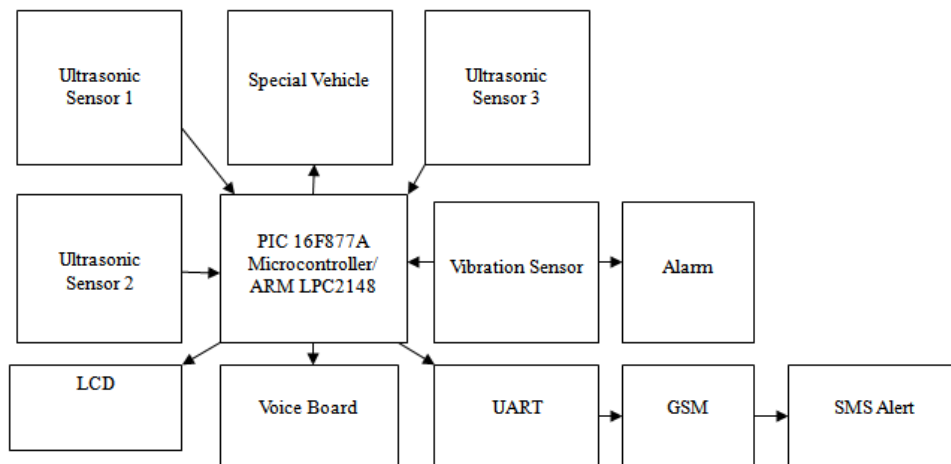 Ultrasonic
Sensor 1
Special Vehicle
Ultrasonic
Sensor 3
Ultrasonic
Sensor 2
PIC 16F877A
Microcontroller/
ARM LPC2148
Vibration Sensor
Alarm
LCD
Voice Board
UART
GSM
SMS Alert